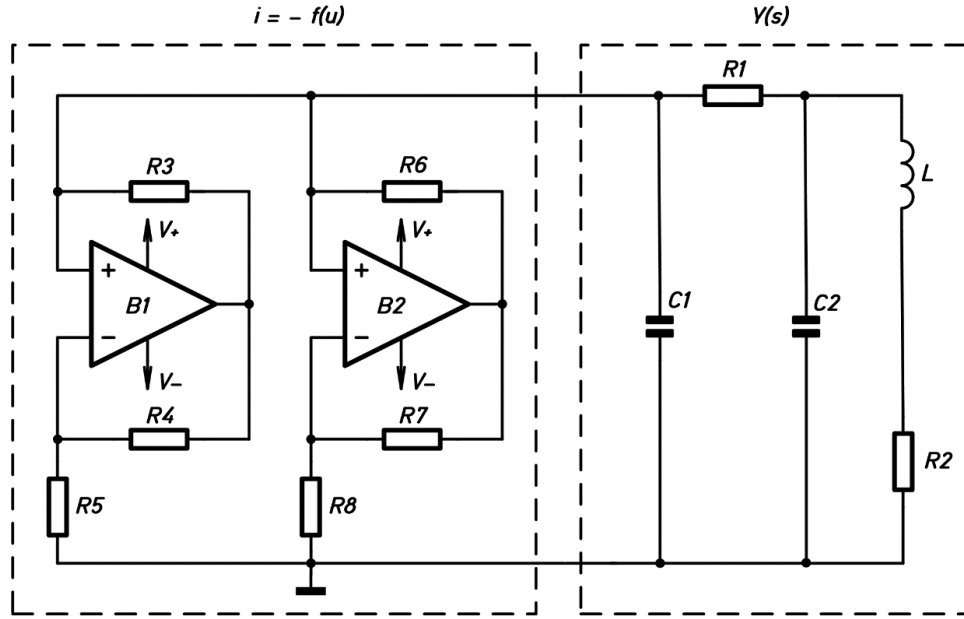 i = - f(u)
Y(s)
R1
R3
R6
V+
V+
L
+
B1
-
+
B2
-
C1
C2
V-
V-
R4
R7
R2
R5
R8